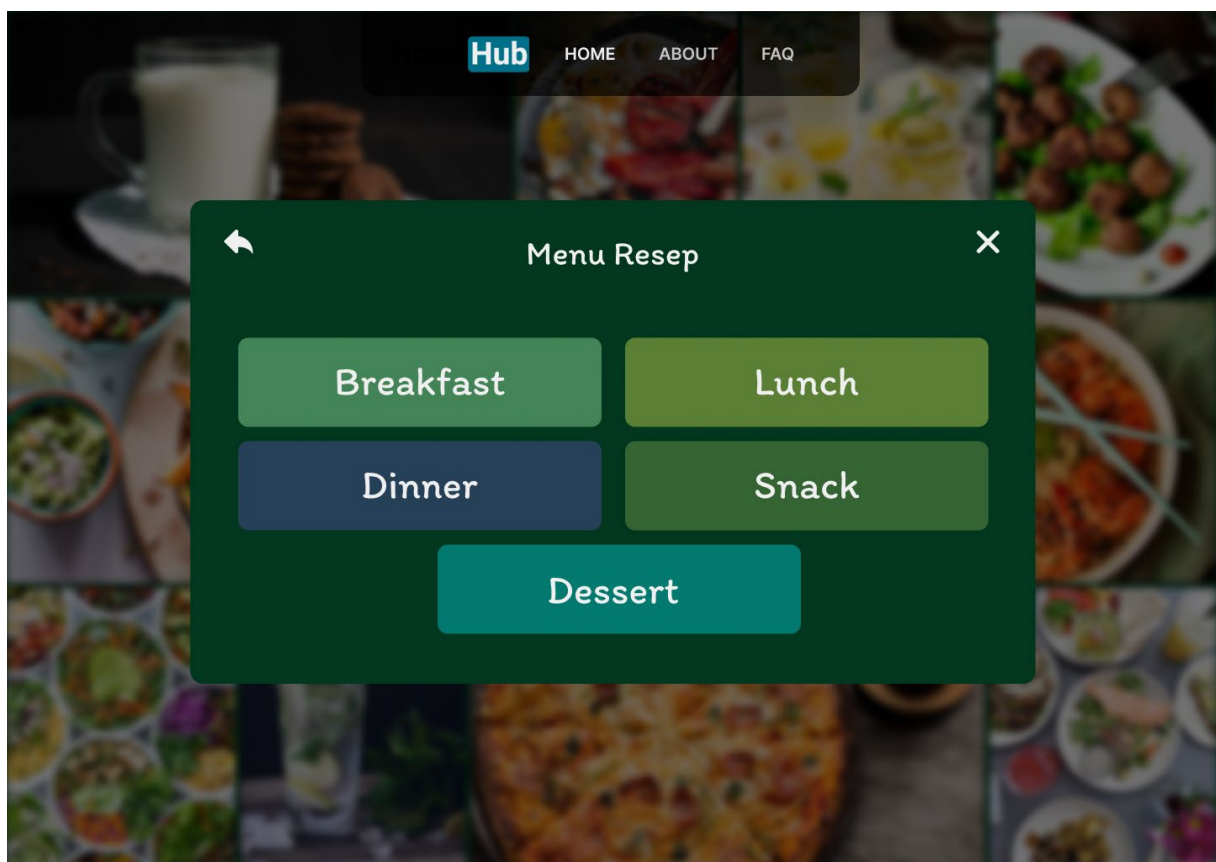 Hub HOME ABOUT FAQ
Menu Resep
Breakfast Lunch
Dinner Snack
Dessert